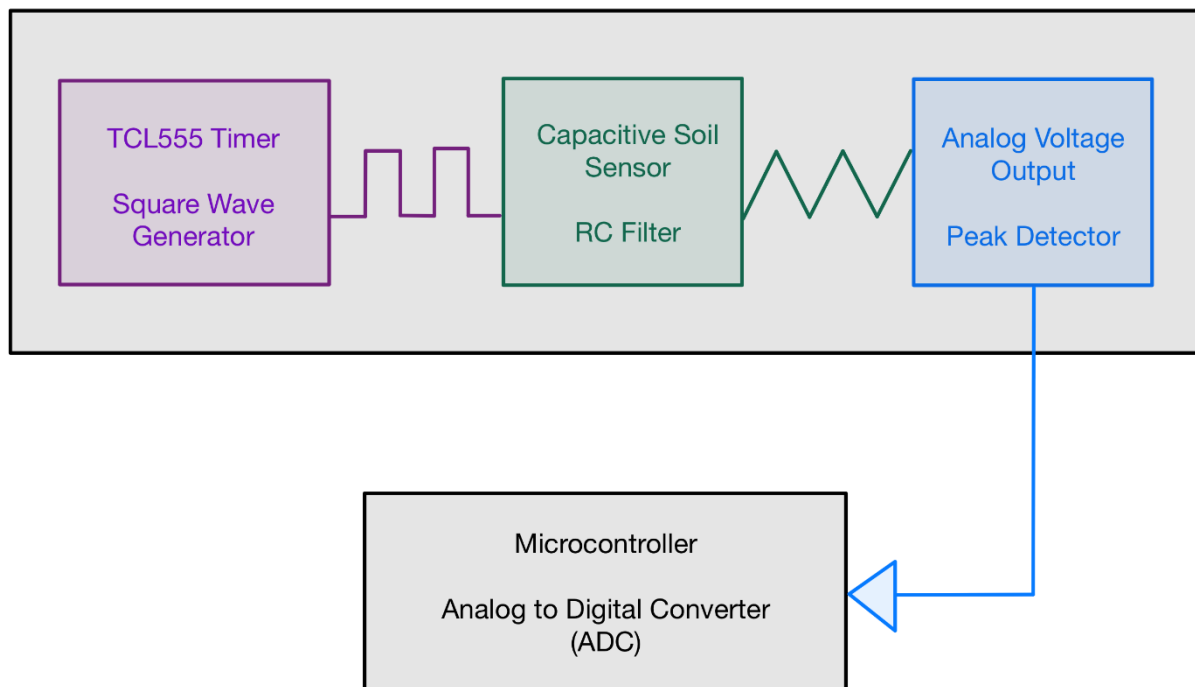 TCL555 Timer
Square Wave
Generator
Capacitive Soil
Sensor
RC Filter
Analog Voltage
Output
Peak Detector
Microcontroller
Analog to Digital Converter
(ADC)